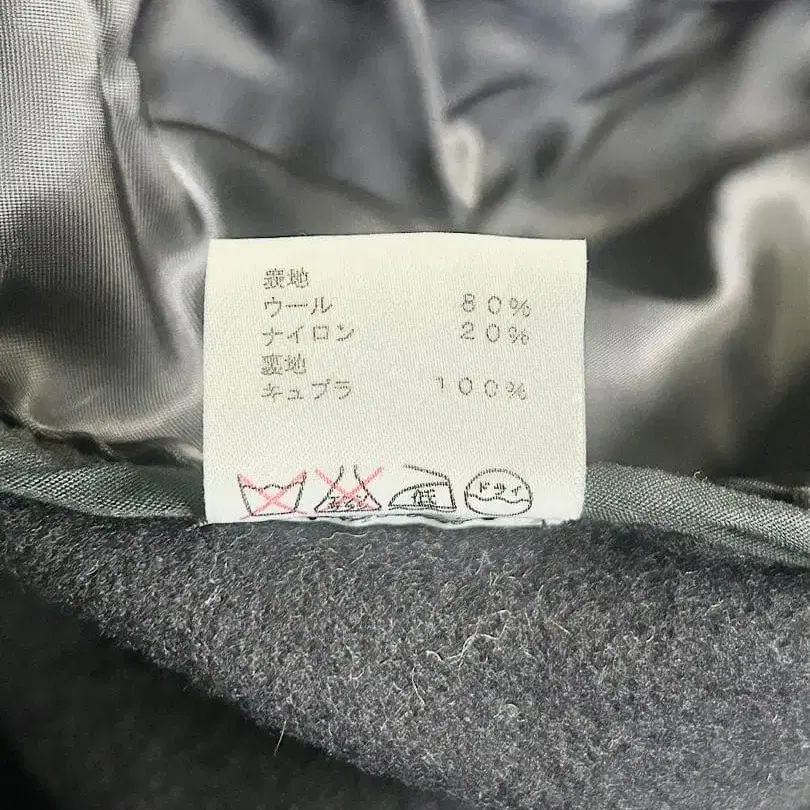 表地
ウール 80%
ナイロン 20%
裏地
キュプラ 100%
低 ドライ